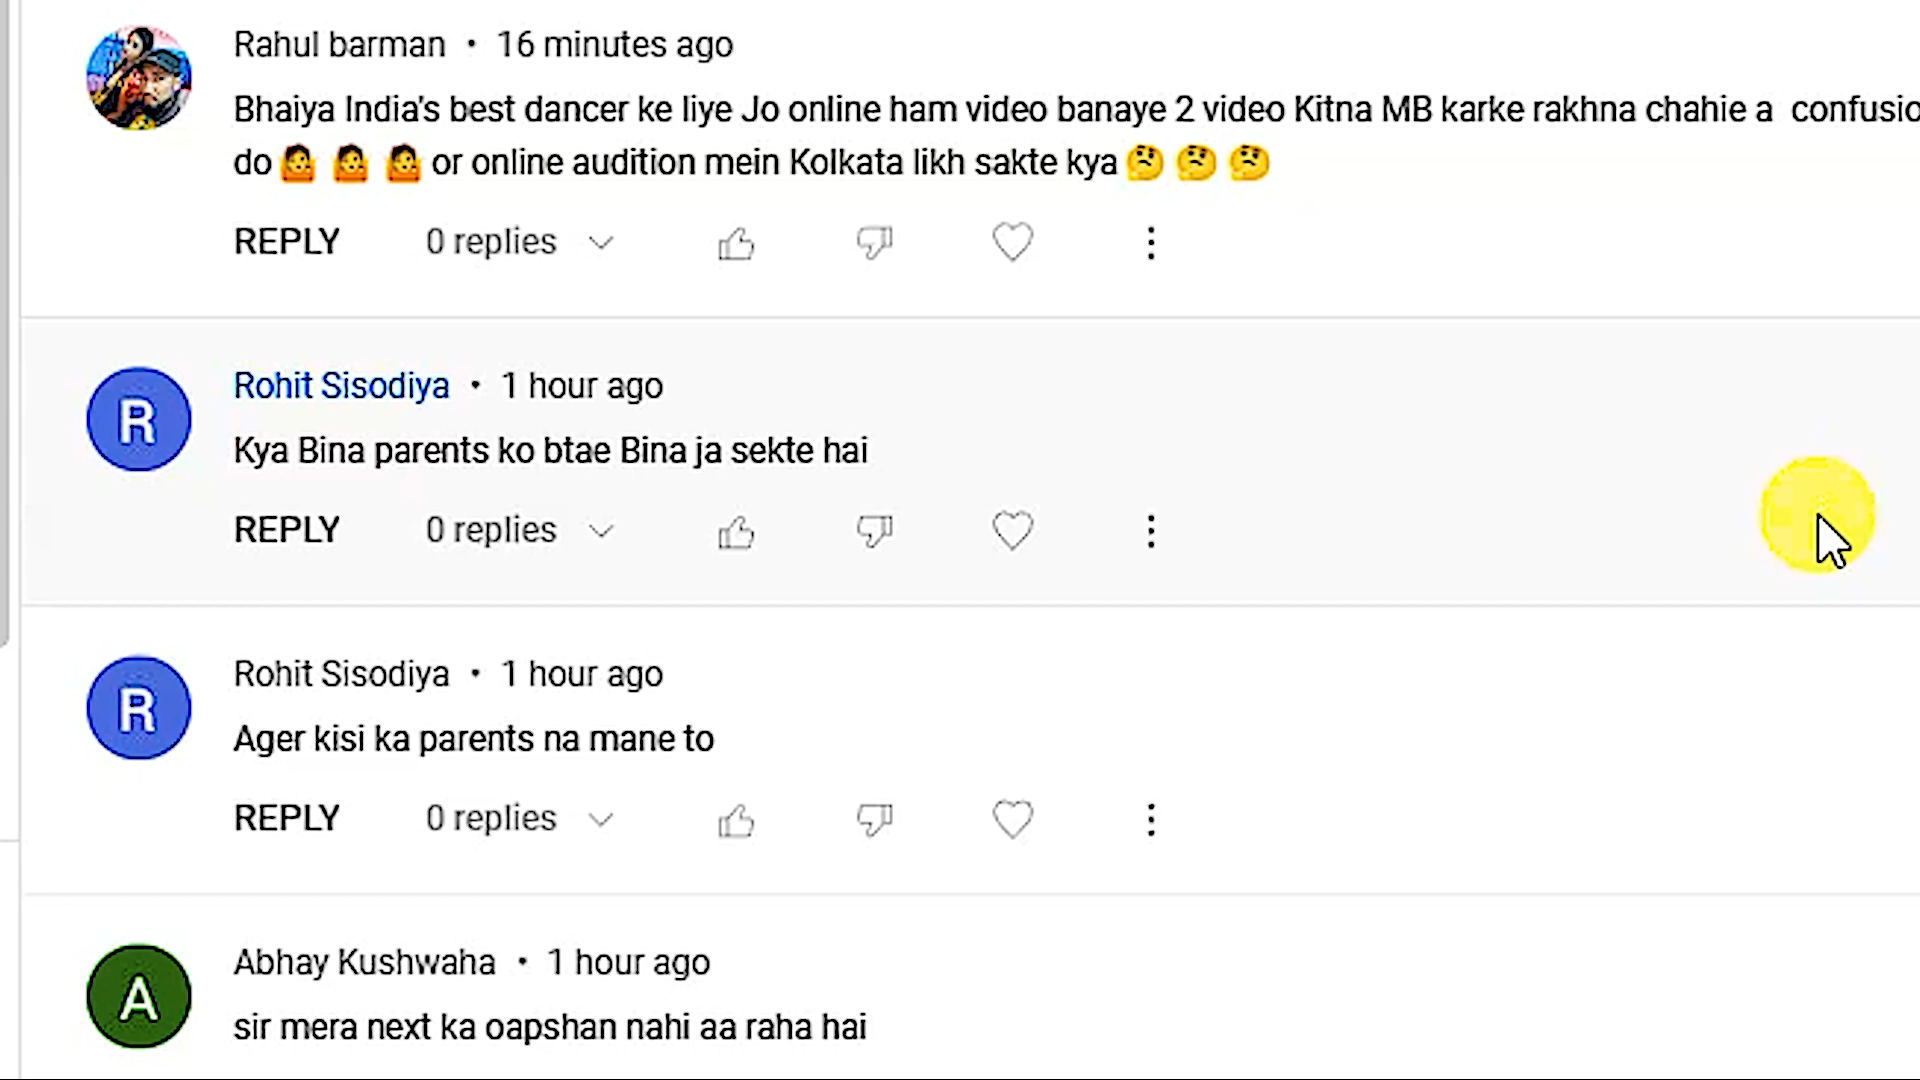 Rahul barman • 16 minutes ago
Bhaiya India's best dancer ke liye Jo online ham video banaye 2 video Kitna MB karke rakhna chahie a
do 🤷 🤷 🤷 or online audition mein Kolkata likh sakte kya 🤔 🤔 🤔
REPLY 0 replies
R
Rohit Sisodiya • 1 hour ago
Kya Bina parents ko btae Bina ja sekte hai
REPLY 0 replies
R
Rohit Sisodiya • 1 hour ago
Ager kisi ka parents na mane to
REPLY 0 replies
A
Abhay Kushwaha • 1 hour ago
sir mera next ka oapshan nahi aa raha hai